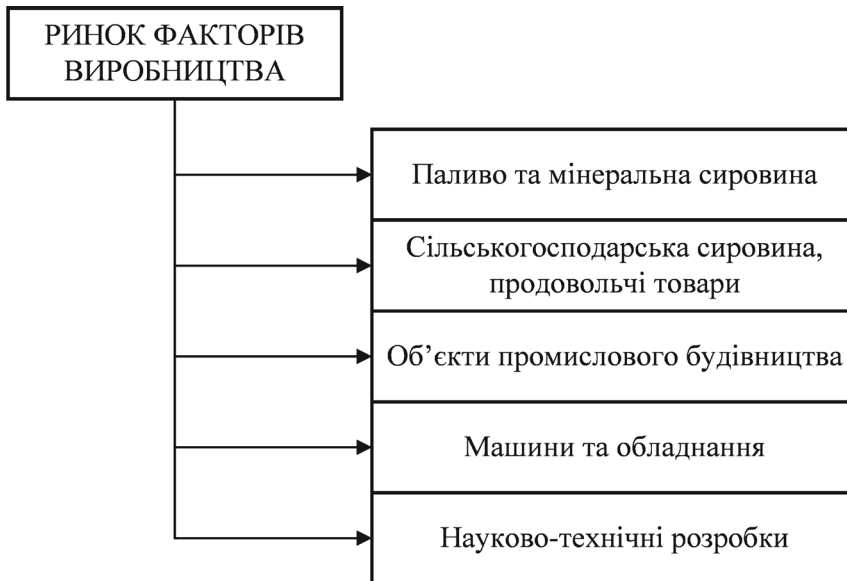 РИНОК ФАКТОРІВ
ВИРОБНИЦТВА
Паливо та мінеральна сировина
Сільськогосподарська сировина,
продовольчі товари
Об’єкти промислового будівництва
Машини та обладнання
Науково-технічні розробки